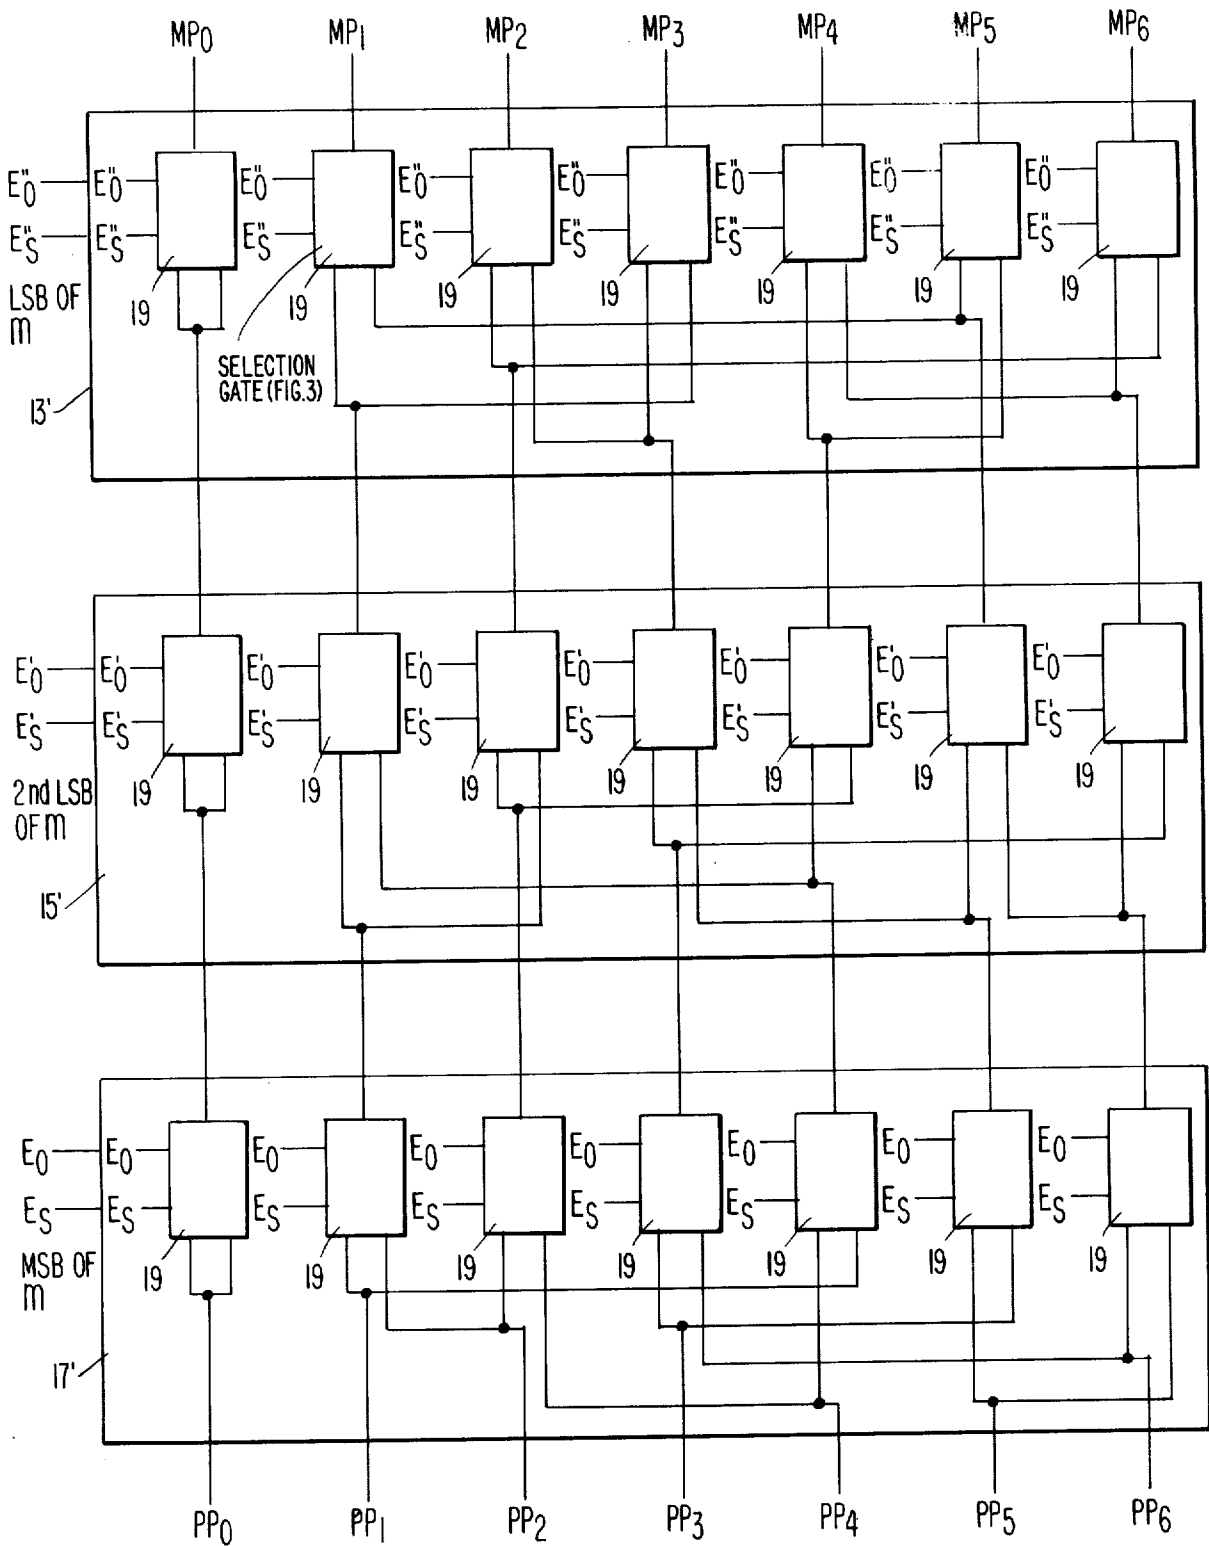 MP0 MP1 MP2 MP3 MP4 MP5 MP6
E"0 E"0 E"0 E"0 E"0 E"0 E"0 E"0
E"S E"S E"S E"S E"S E"S E"S E"S
LSB OF
m
19 19 19 19 19 19 19
SELECTION
GATE (FIG.3)
13'
E'0 E'0 E'0 E'0 E'0 E'0 E'0 E'0
E'S E'S E'S E'S E'S E'S E'S E'S
19 19 19 19 19 19 19
2nd LSB
OF m
15'
E0 E0 E0 E0 E0 E0 E0 E0
ES ES ES ES ES ES ES ES
19 19 19 19 19 19 19
MSB OF
m
17'
PP0 PP1 PP2 PP3 PP4 PP5 PP6